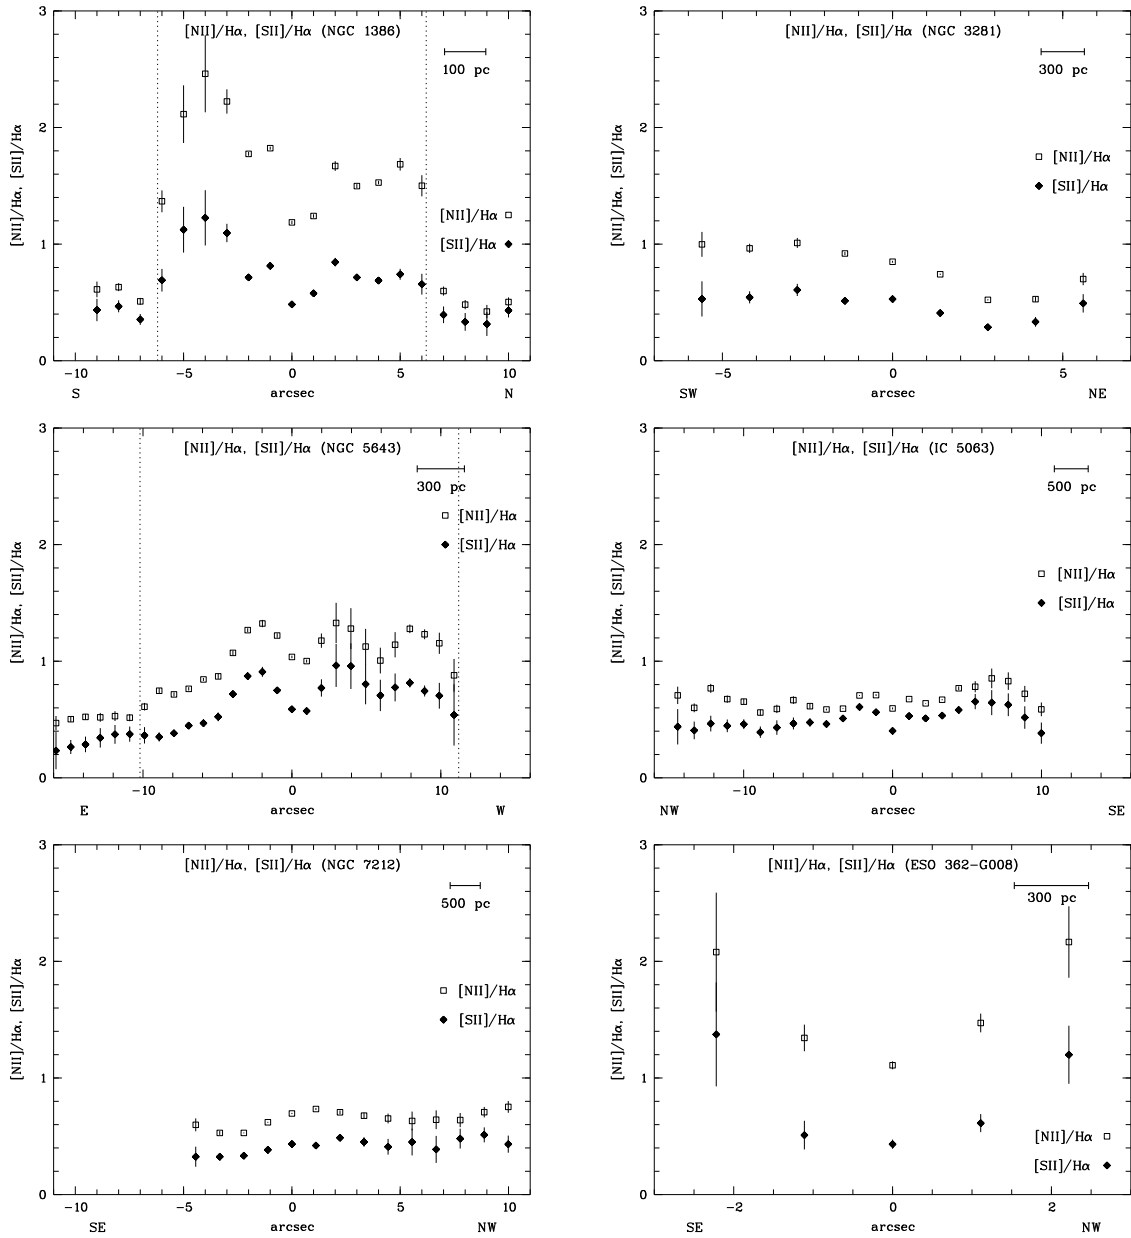 [NII]/Hα, [SII]/Hα (NGC 1386)
100 pc
3
2
1
0
[NII]/Hα, [SII]/Hα
[NII]/Hα
[SII]/Hα
−10 −5 0 5 10
S arcsec N
[NII]/Hα, [SII]/Hα (NGC 3281)
300 pc
3
2
1
0
[NII]/Hα, [SII]/Hα
[NII]/Hα
[SII]/Hα
−5 0 5
SW arcsec NE
[NII]/Hα, [SII]/Hα (NGC 5643)
300 pc
3
2
1
0
[NII]/Hα, [SII]/Hα
[NII]/Hα
[SII]/Hα
−10 0 10
E arcsec W
[NII]/Hα, [SII]/Hα (IC 5063)
500 pc
3
2
1
0
[NII]/Hα, [SII]/Hα
[NII]/Hα
[SII]/Hα
−10 0 10
NW arcsec SE
[NII]/Hα, [SII]/Hα (NGC 7212)
500 pc
3
2
1
0
[NII]/Hα, [SII]/Hα
[NII]/Hα
[SII]/Hα
−10 −5 0 5 10
SE arcsec NW
[NII]/Hα, [SII]/Hα (ESO 362−G008)
300 pc
3
2
1
0
[NII]/Hα, [SII]/Hα
[NII]/Hα
[SII]/Hα
−2 0 2
SE arcsec NW